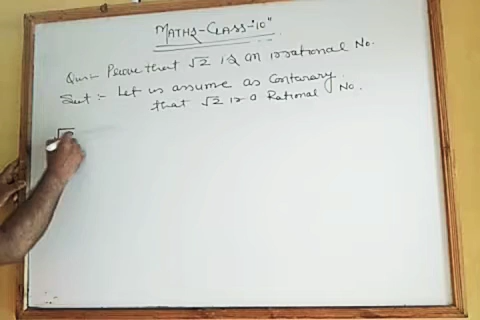 MATHS-CLASS-10"
Qus:- Prove that √2 is an irrational No.
Sol:- Let us assume as contarary
that √2 is a Rational No.
√